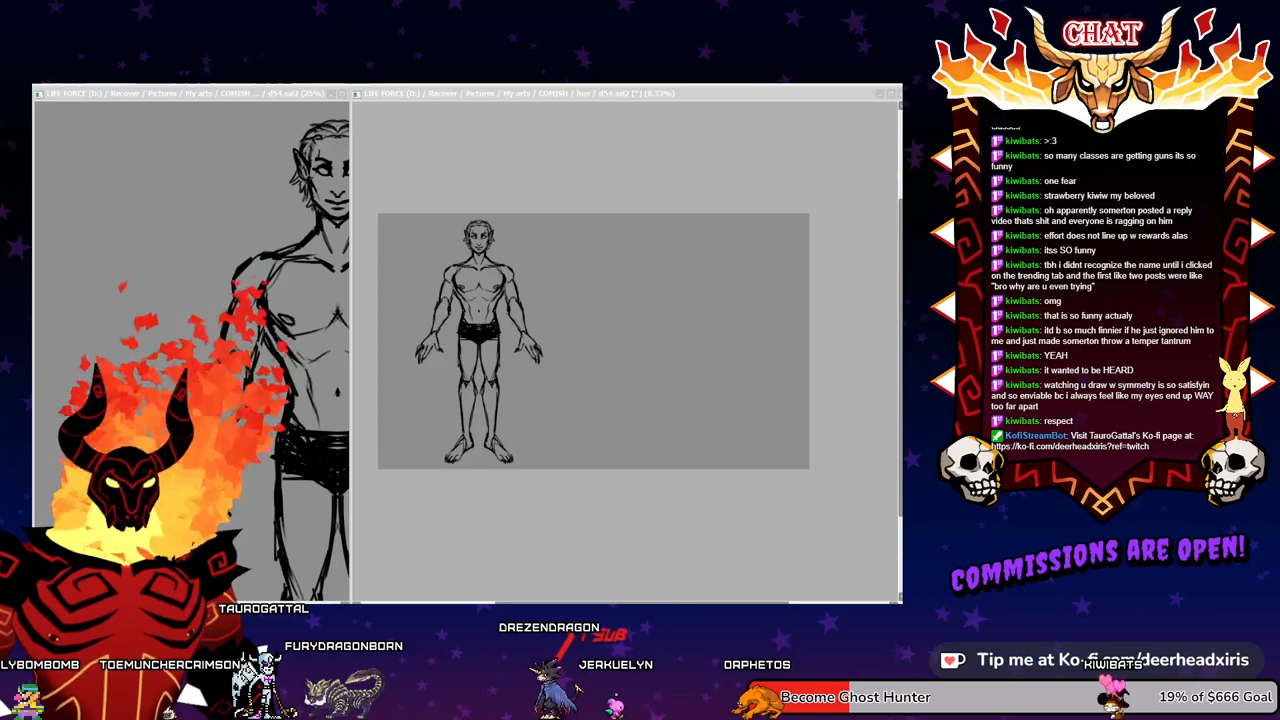 LIFE FORCE (D:) / Recover / Pictures / My arts / COMISH ... / d54.sai2 (25%)
LIFE FORCE (D:) / Recover / Pictures / My arts / COMISH / hue / d54.sai2 (*) (8.33%)
CHAT
classes
kiwibats: >:3
kiwibats: so many classes are getting guns its so
funny
kiwibats: one fear
kiwibats: strawberry kiwiw my beloved
kiwibats: oh apparently somerton posted a reply
video thats shit and everyone is ragging on him
kiwibats: effort does not line up w rewards alas
kiwibats: itss SO funny
kiwibats: tbh i didnt recognize the name until i clicked
on the trending tab and the first like two posts were like
"bro why are u even trying"
kiwibats: omg
kiwibats: that is so funny actualy
kiwibats: itd b so much finnier if he just ignored him to
me and just made somerton throw a temper tantrum
kiwibats: YEAH
kiwibats: it wanted to be HEARD
kiwibats: watching u draw w symmetry is so satisfyin
and so enviable bc i always feel like my eyes end up WAY
too far apart
kiwibats: respect
KofiStreamBot: Visit TauroGattal's Ko-fi page at:
https://ko-fi.com/deerheadxiris?ref=twitch
COMMISSIONS ARE OPEN!
TAUROGATTAL
DREZENDRAGON
SUB
FURYDRAGONBORN
LYBOMBOMB
TOEMUNCHERCRIMSON
JERKUELYN
ORPHETOS
Tip me at Ko-fi.com/deerheadxiris
KIWIBATS
Become Ghost Hunter
19% of $666 Goal